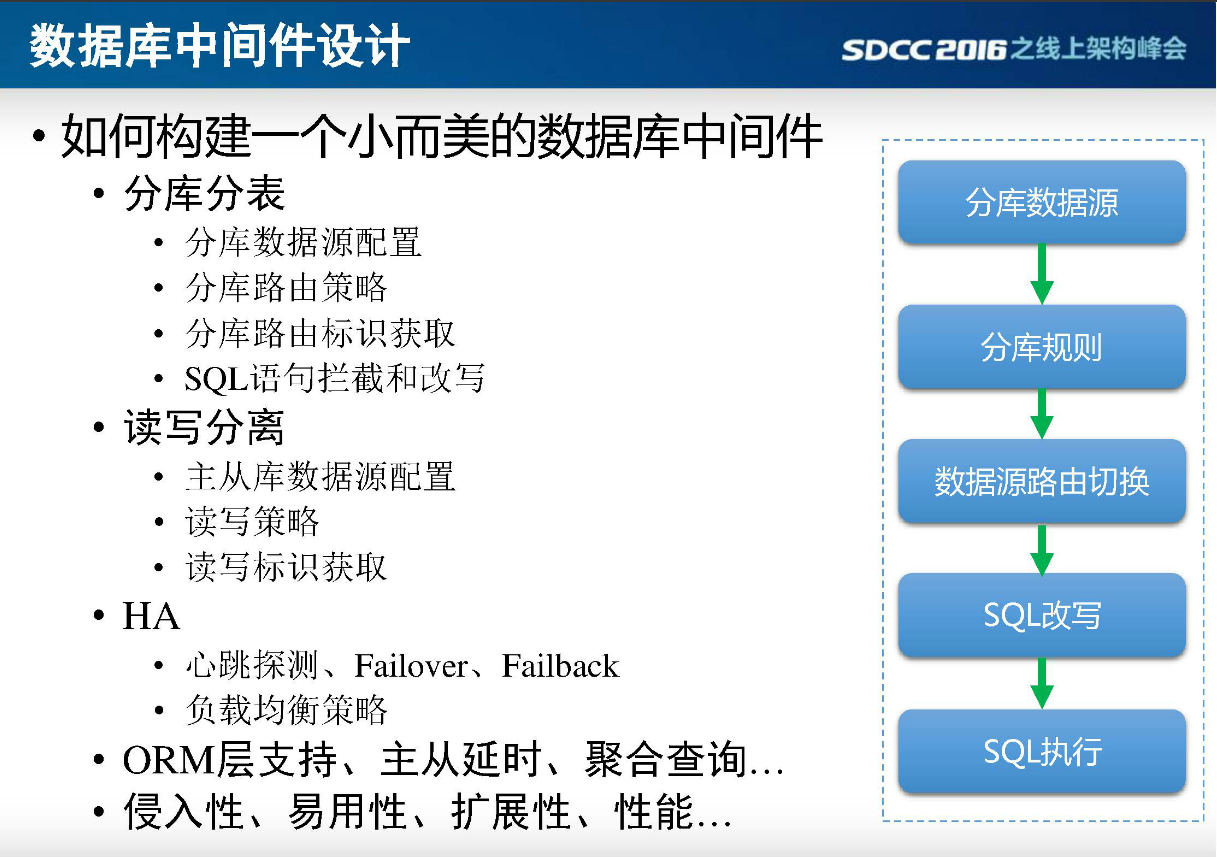 数据库中间件设计
SDCC 2016之线上架构峰会
• 如何构建一个小而美的数据库中间件
• 分库分表
• 分库数据源配置
• 分库路由策略
• 分库路由标识获取
• SQL语句拦截和改写
• 读写分离
• 主从库数据源配置
• 读写策略
• 读写标识获取
• HA
• 心跳探测、Failover、Failback
• 负载均衡策略
• ORM层支持、主从延时、聚合查询…
• 侵入性、易用性、扩展性、性能…
分库数据源
分库规则
数据源路由切换
SQL改写
SQL执行